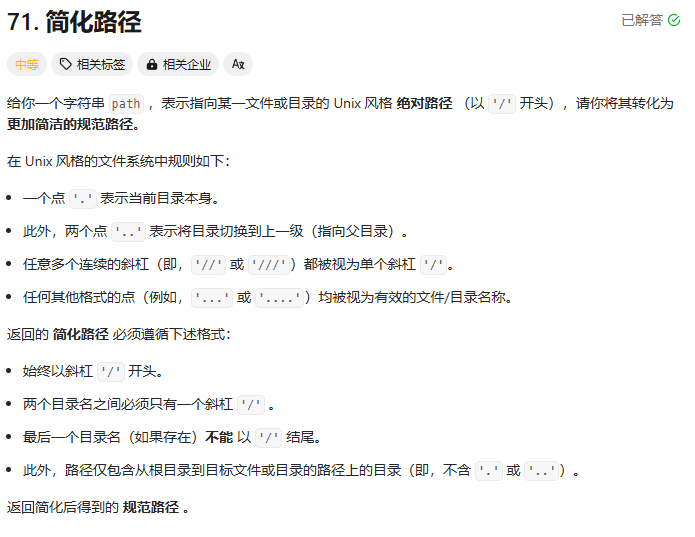 71. 简化路径
已解答
中等 相关标签 相关企业 Aあ
给你一个字符串 path ，表示指向某一文件或目录的 Unix 风格 绝对路径 （以 '/' 开头），请你将其转化为
更加简洁的规范路径。
在 Unix 风格的文件系统中规则如下：
一个点 '.' 表示当前目录本身。
此外，两个点 '..' 表示将目录切换到上一级（指向父目录）。
任意多个连续的斜杠（即，'//' 或 '///'）都被视为单个斜杠 '/'。
任何其他格式的点（例如，'...' 或 '....'）均被视为有效的文件/目录名称。
返回的 简化路径 必须遵循下述格式：
始终以斜杠 '/' 开头。
两个目录名之间必须只有一个斜杠 '/' 。
最后一个目录名（如果存在）不能 以 '/' 结尾。
此外，路径仅包含从根目录到目标文件或目录的路径上的目录（即，不含 '.' 或 '..'）。
返回简化后得到的 规范路径 。